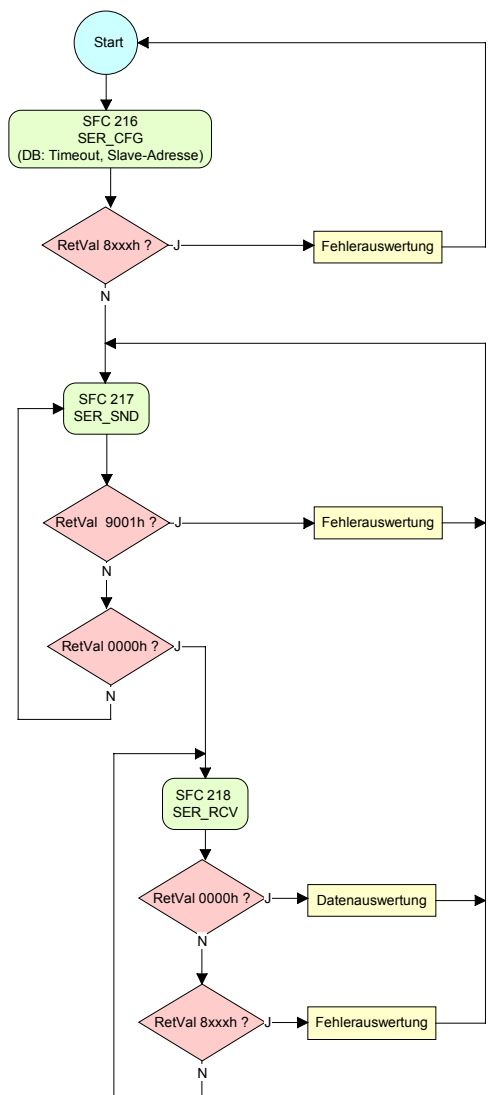 Start
SFC 216
SER_CFG
(DB: Timeout, Slave-Adresse)
RetVal 8xxxh ?
J
Fehlerauswertung
N
SFC 217
SER_SND
RetVal 9001h ?
J
Fehlerauswertung
N
RetVal 0000h ?
J
N
SFC 218
SER_RCV
RetVal 0000h ?
J
Datenauswertung
N
RetVal 8xxxh ?
J
Fehlerauswertung
N